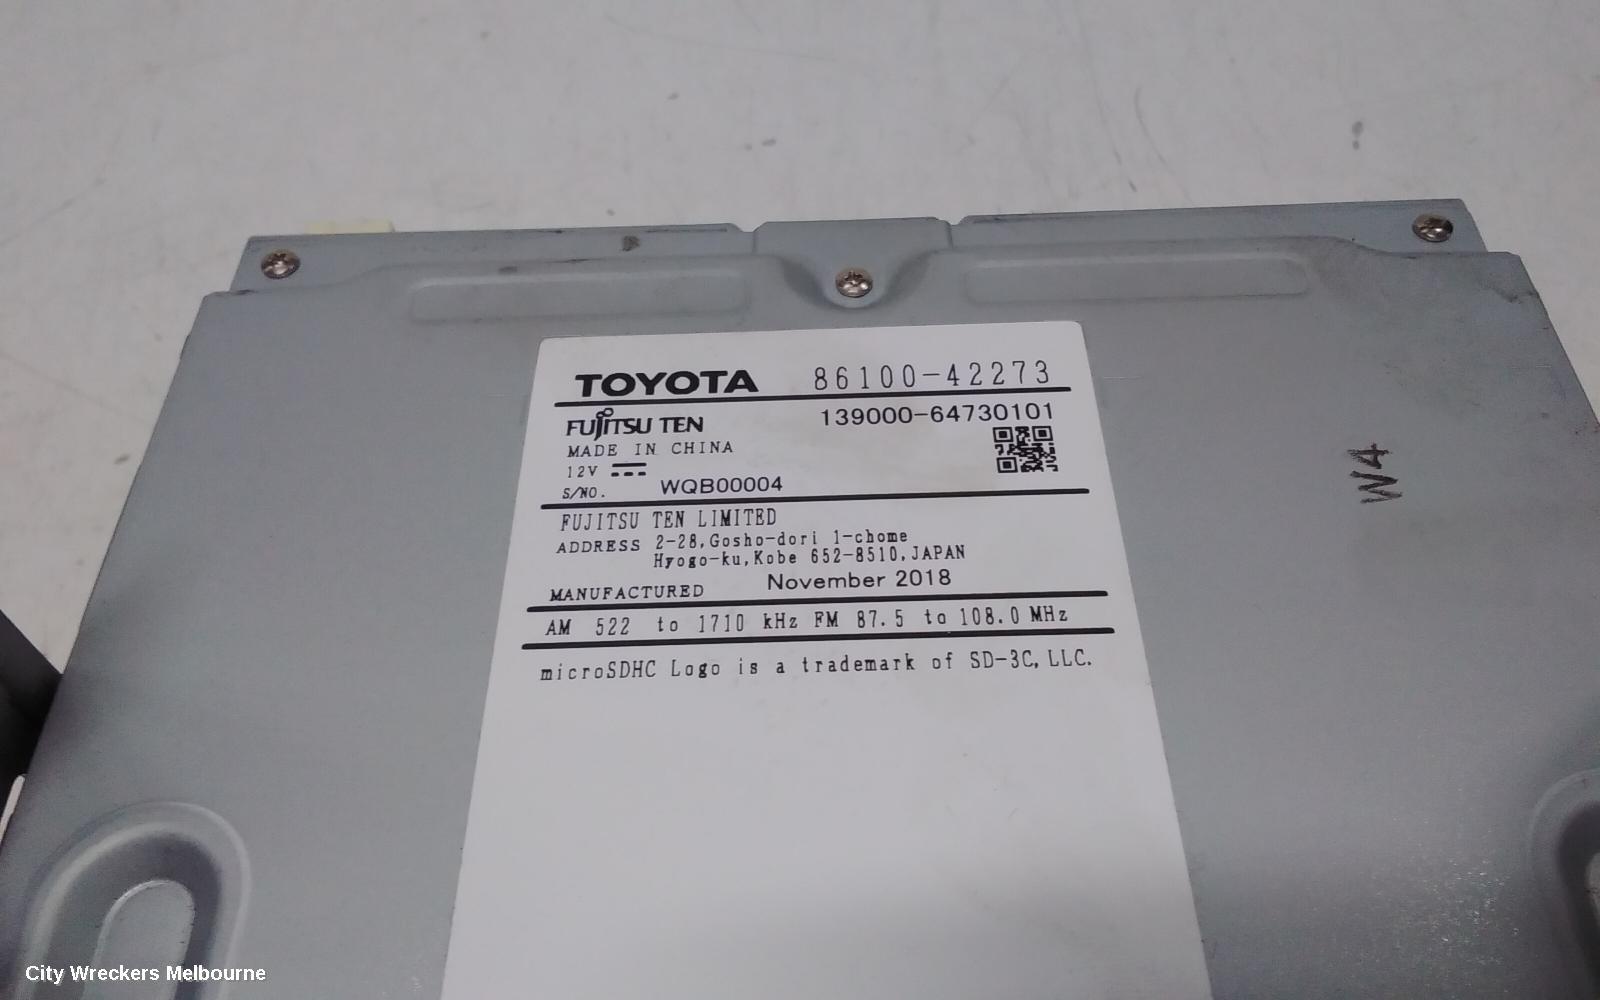 TOYOTA 86100-42273
FUJITSU TEN 139000-64730101
MADE IN CHINA
12V
S/NO. WQB00004
FUJITSU TEN LIMITED
ADDRESS 2-28,Gosho-dori 1-chome
Hyogo-ku,Kobe 652-8510,JAPAN
MANUFACTURED November 2018
AM 522 to 1710 kHz FM 87.5 to 108.0 MHz
microSDHC Logo is a trademark of SD-3C, LLC.
W4
City Wreckers Melbourne